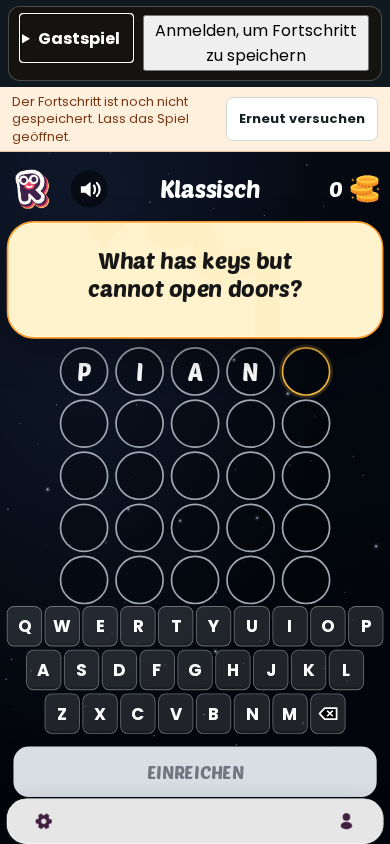 Gastspiel
Anmelden, um Fortschritt
zu speichern
Der Fortschritt ist noch nicht
gespeichert. Lass das Spiel
geöffnet.
Erneut versuchen
R
Klassisch
0
What has keys but
cannot open doors?
P I A N
Q W E R T Y U I O P
A S D F G H J K L
Z X C V B N M
EINREICHEN